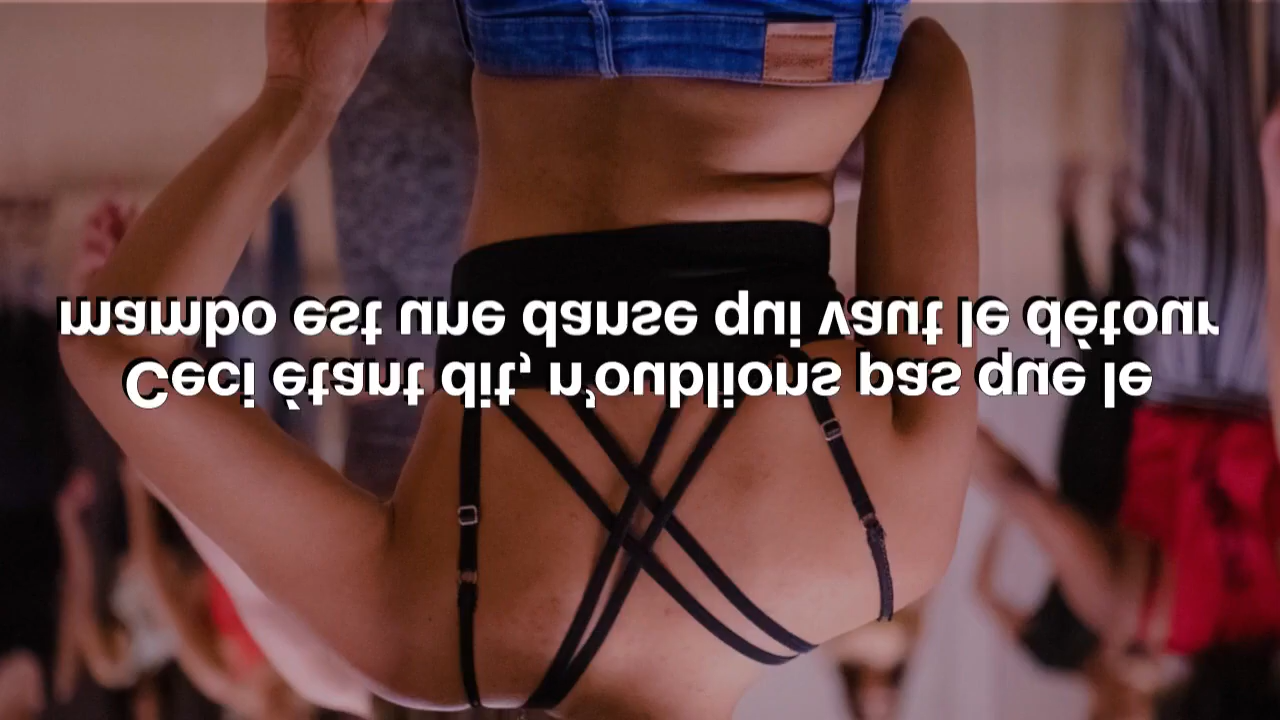 Ceci étant dit, n'oublions pas que le
mambo est une danse qui vaut le détour